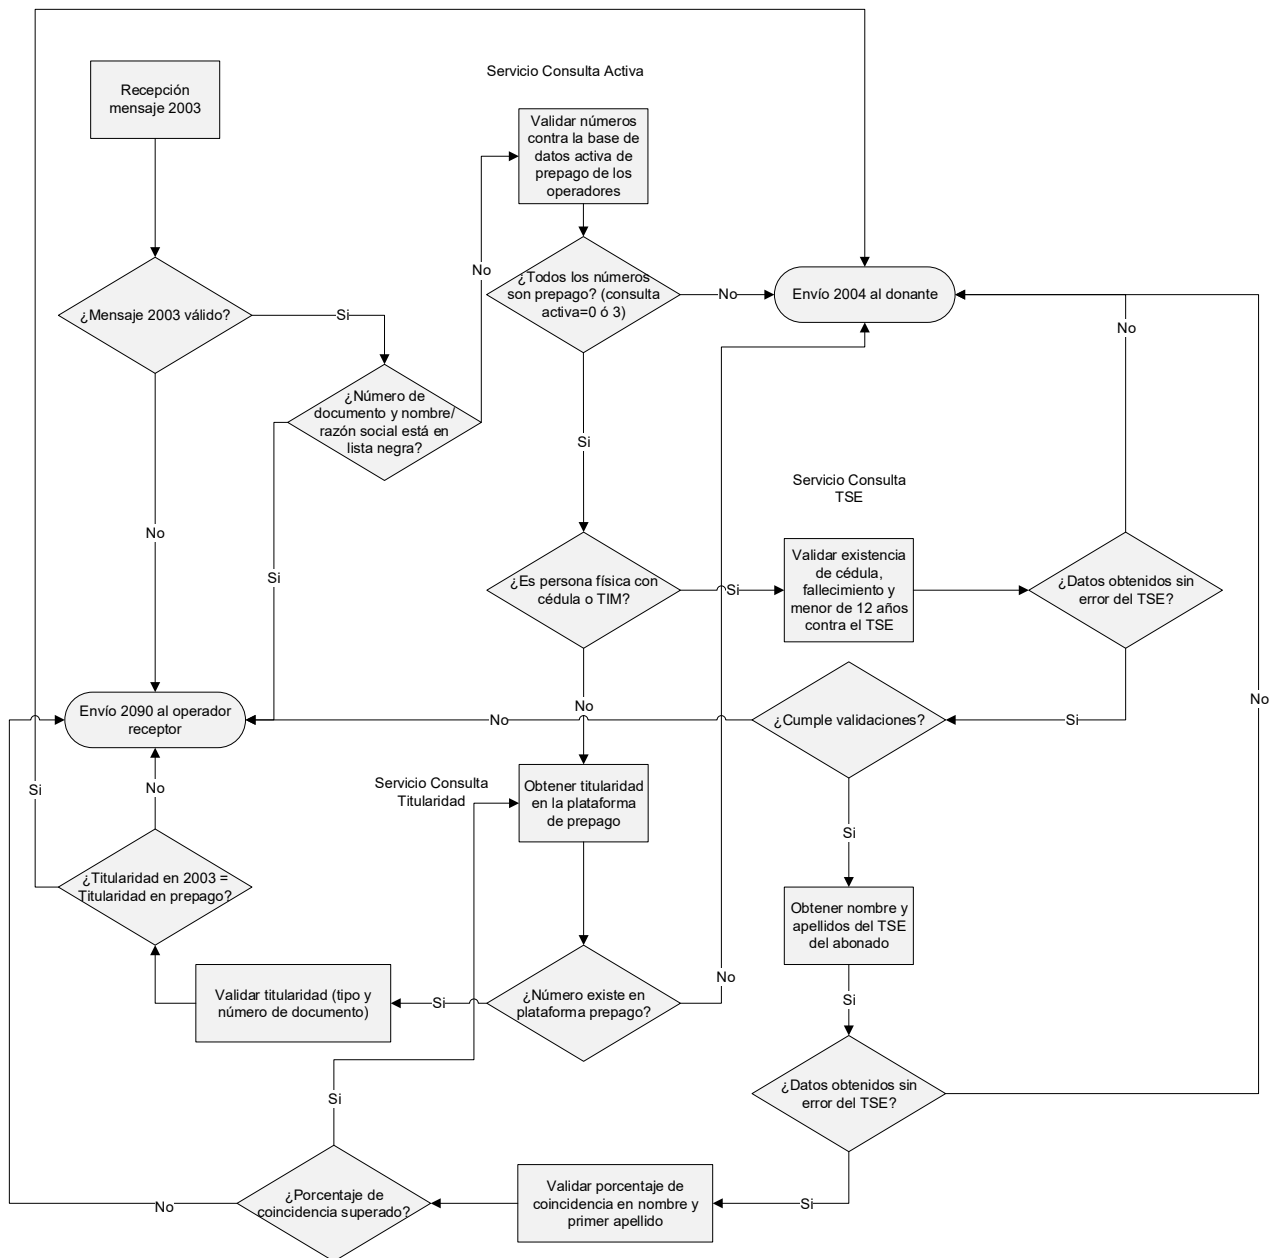 Servicio Consulta Activa
Recepción
mensaje 2003
Validar números
contra la base de
datos activa de
prepago de los
operadores
No
¿Todos los números
son prepago? (consulta
activa=0 ó 3)
No
Envío 2004 al donante
¿Mensaje 2003 válido?
Si
No
¿Número de
documento y nombre/
razón social está en
lista negra?
Si
Servicio Consulta
TSE
No
Si
¿Es persona física con
cédula o TIM?
Si
Validar existencia
de cédula,
fallecimiento y
menor de 12 años
contra el TSE
¿Datos obtenidos sin
error del TSE?
No
No
Envío 2090 al operador
receptor
No
¿Cumple validaciones?
Si
Si
No
Servicio Consulta
Titularidad
Obtener titularidad
en la plataforma
de prepago
Si
¿Titularidad en 2003 =
Titularidad en prepago?
Obtener nombre y
apellidos del TSE
del abonado
No
Validar titularidad (tipo y
número de documento)
Si
¿Número existe en
plataforma prepago?
Si
¿Datos obtenidos sin
error del TSE?
Si
No
¿Porcentaje de
coincidencia superado?
Validar porcentaje de
coincidencia en nombre y
primer apellido
Si